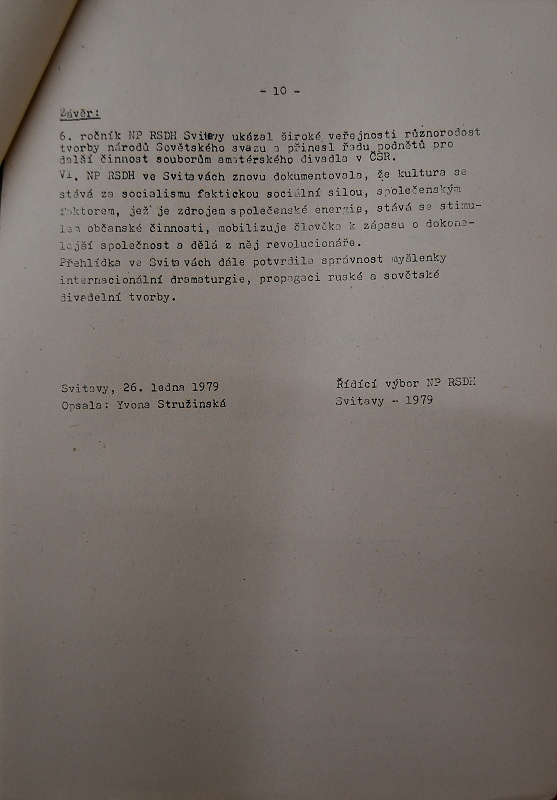 - 10 -
Závěr:
6. ročník NP RSDH Svitavy ukázal široké veřejnosti různorodost
tvorby národů Sovětského svazu a přinesl řadu podnětů pro
další činnost souborům amatérského divadla v ČSR.
VI. NP RSDH ve Svitavách znovu dokumentovala, že kultura se
stává za socialismu faktickou sociální silou, společenským
faktorem, jež je zdrojem společenské energie, stává se stimu-
lem občanské činnosti, mobilizuje člověka k zápasu o dokona-
lejší společnost a dělá z něj revolucionáře.
Přehlídka ve Svitavách dále potvrdila správnost myšlenky
internacionální dramaturgie, propagaci ruské a sovětské
divadelní tvorby.
Svitavy, 26. ledna 1979
Opsala: Yvona Stružinská
Řídící výbor NP RSDH
Svitavy - 1979